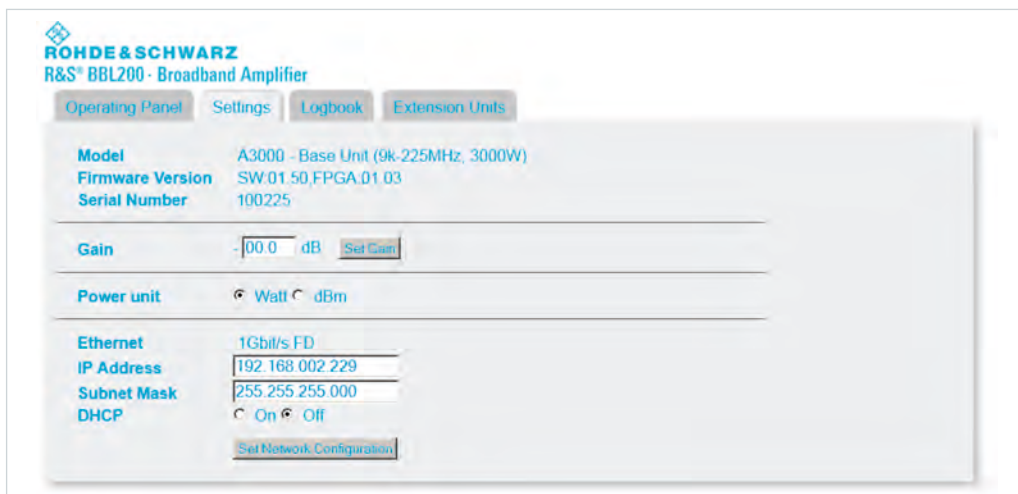 ROHDE & SCHWARZ
R&S® BBL200 - Broadband Amplifier
Operating Panel Settings Logbook Extension Units
Model A3000 - Base Unit (9k-225MHz, 3000W)
Firmware Version SW:01.50,FPGA:01.03
Serial Number 100225
Gain - 00.0 dB Set Gain
Power unit Watt dBm
Ethernet 1Gbit/s FD
IP Address 192.168.002.229
Subnet Mask 255.255.255.000
DHCP On Off
Set Network Configuration